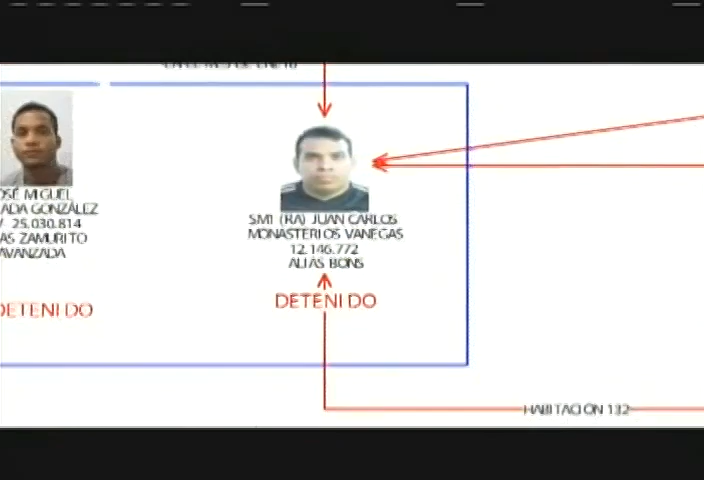 OSÉ MIGUEL
ADA GONZÁLEZ
25.030.814
AS ZAMURITO
AVANZADA
DETENIDO
SM1 (RA) JUAN CARLOS
MONASTERIOS VANEGAS
12.146.772
ALIAS BONS
DETENIDO
HABITACIÓN 132